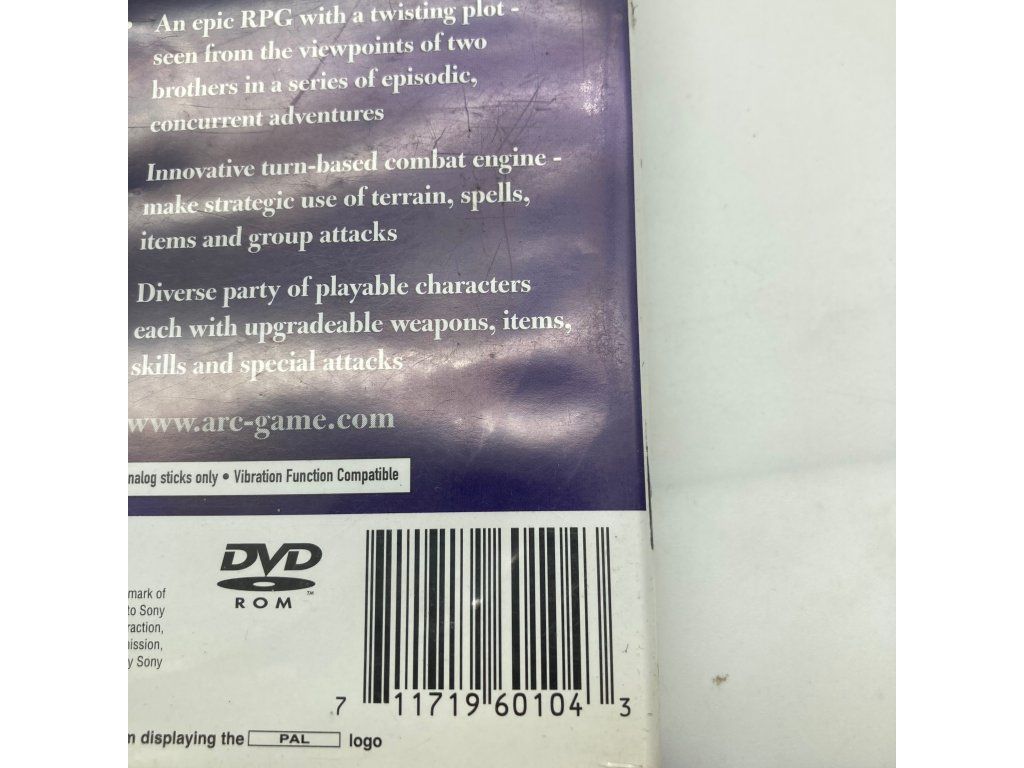 An epic RPG with a twisting plot -
seen from the viewpoints of two
brothers in a series of episodic,
concurrent adventures
Innovative turn-based combat engine -
make strategic use of terrain, spells,
items and group attacks
Diverse party of playable characters
each with upgradeable weapons, items,
skills and special attacks
www.arc-game.com
nalog sticks only • Vibration Function Compatible
DVD
ROM™
mark of
to Sony
raction,
ission,
y Sony
7 11719 60104 3
n displaying the PAL logo